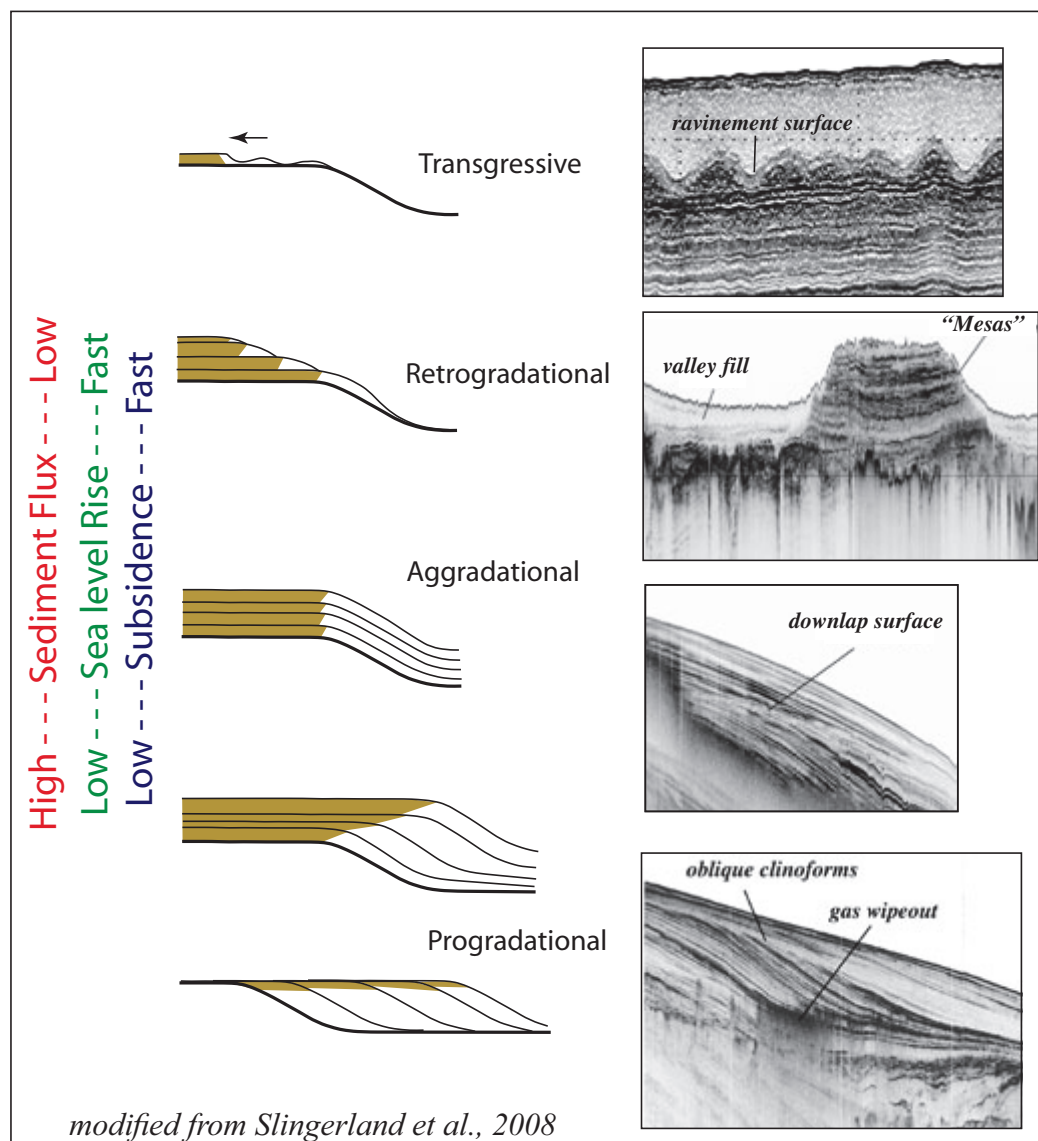 Transgressive
ravinement surface
Retrogradational
“Mesas”
valley fill
Aggradational
downlap surface
Progradational
oblique clinoforms
gas wipeout
High - - - Sediment Flux - - - Low
Low - - - Sea level Rise - - - Fast
Low - - - Subsidence - - - Fast
modified from Slingerland et al., 2008